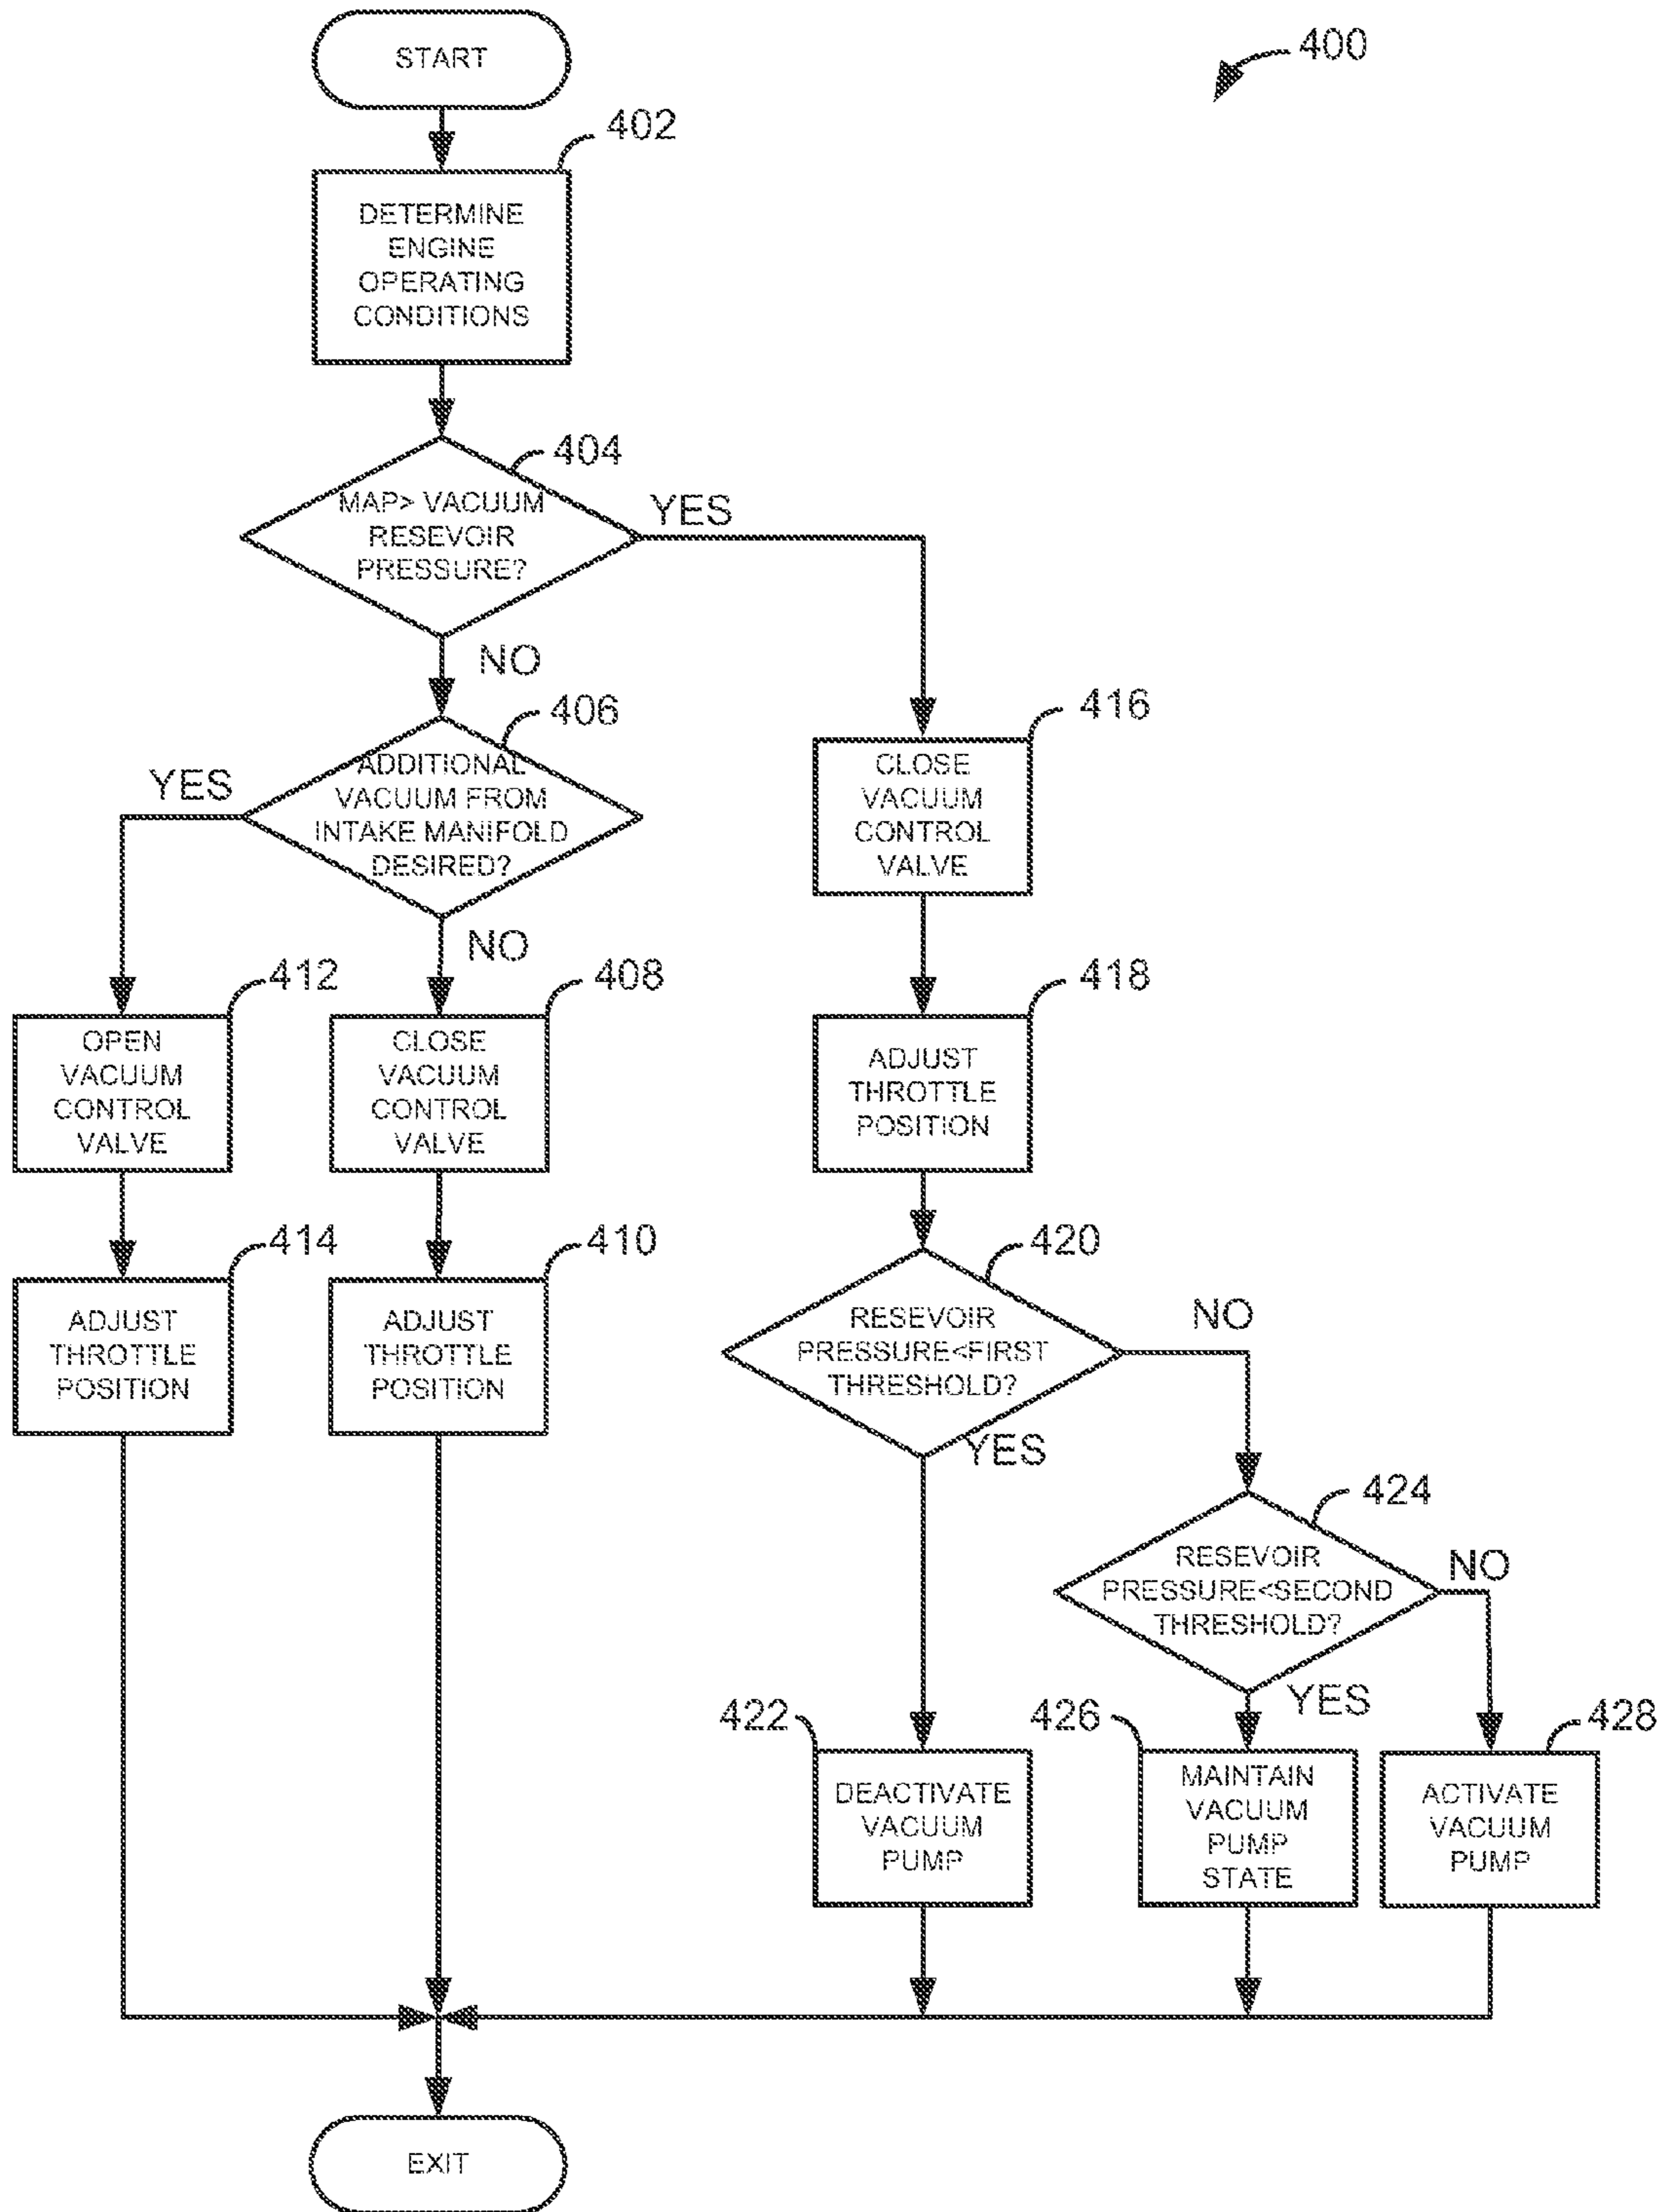 START
400
402
DETERMINE
ENGINE
OPERATING
CONDITIONS
404
MAP> VACUUM
RESEVOIR
PRESSURE?
YES
NO
406
ADDITIONAL
VACUUM FROM
INTAKE MANIFOLD
DESIRED?
YES
NO
416
CLOSE
VACUUM
CONTROL
VALVE
412
OPEN
VACUUM
CONTROL
VALVE
408
CLOSE
VACUUM
CONTROL
VALVE
418
ADJUST
THROTTLE
POSITION
414
ADJUST
THROTTLE
POSITION
410
ADJUST
THROTTLE
POSITION
420
RESEVOIR
PRESSURE<FIRST
THRESHOLD?
NO
YES
424
RESEVOIR
PRESSURE<SECOND
THRESHOLD?
NO
YES
422
DEACTIVATE
VACUUM
PUMP
426
MAINTAIN
VACUUM
PUMP
STATE
428
ACTIVATE
VACUUM
PUMP
EXIT